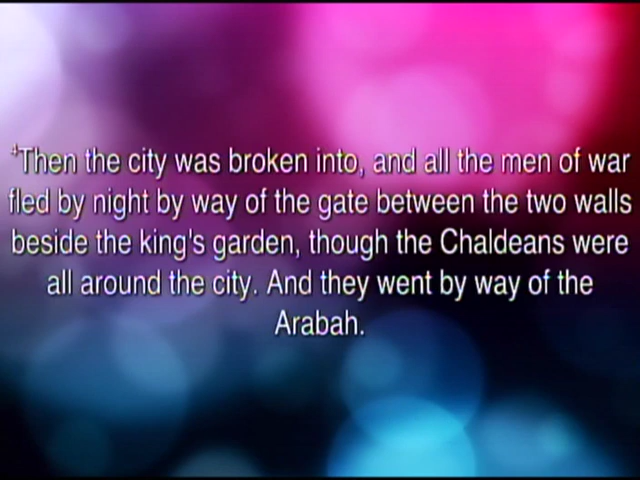 ⁴Then the city was broken into, and all the men of war
fled by night by way of the gate between the two walls
beside the king's garden, though the Chaldeans were
all around the city. And they went by way of the
Arabah.